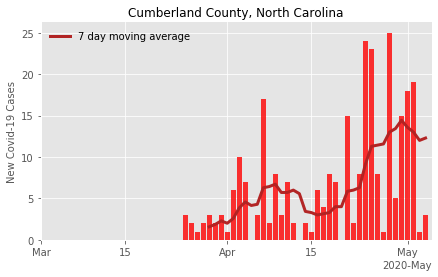 Cumberland County, North Carolina
7 day moving average
New Covid-19 Cases
25
20
15
10
5
0
Mar 15 Apr 15 May
2020-May